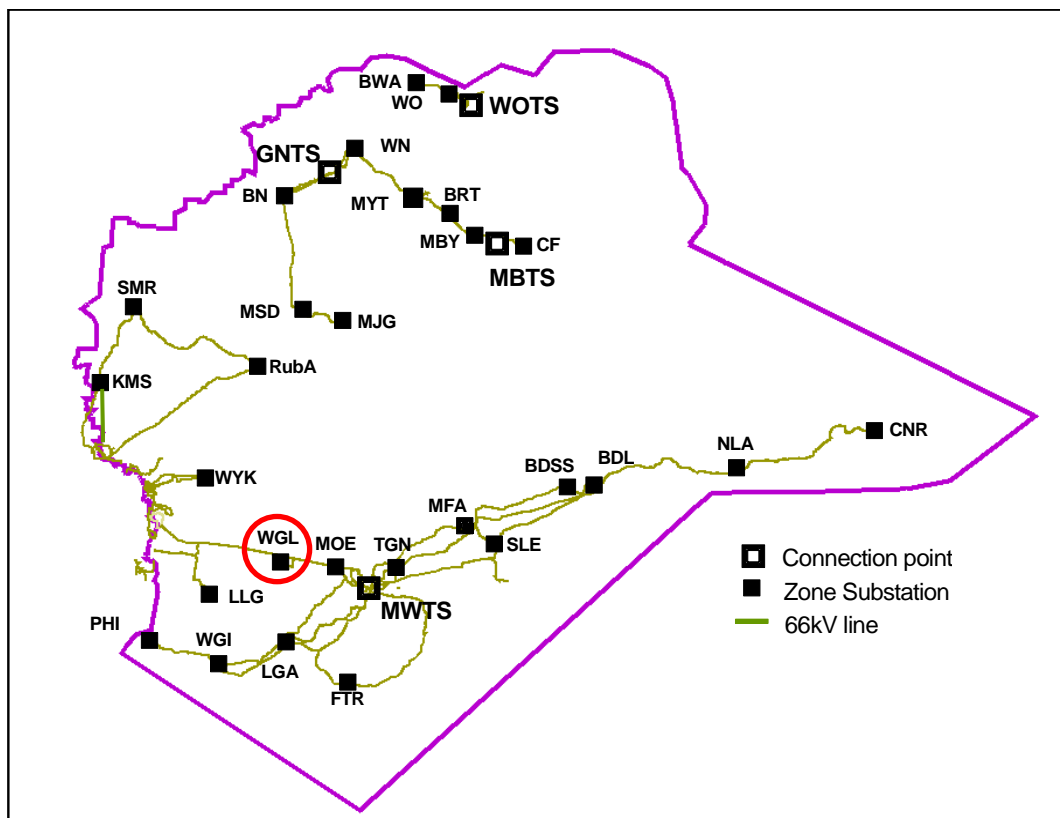 BWA
WO
WOTS
WN
GNTS
BN
MYT
BRT
MBY
CF
MBTS
SMR
MSD
MJG
RubA
KMS
CNR
NLA
BDL
BDSS
WYK
MFA
WGL
MOE
TGN
SLE
Connection point
Zone Substation
66kV line
LLG
MWTS
PHI
WGI
LGA
FTR